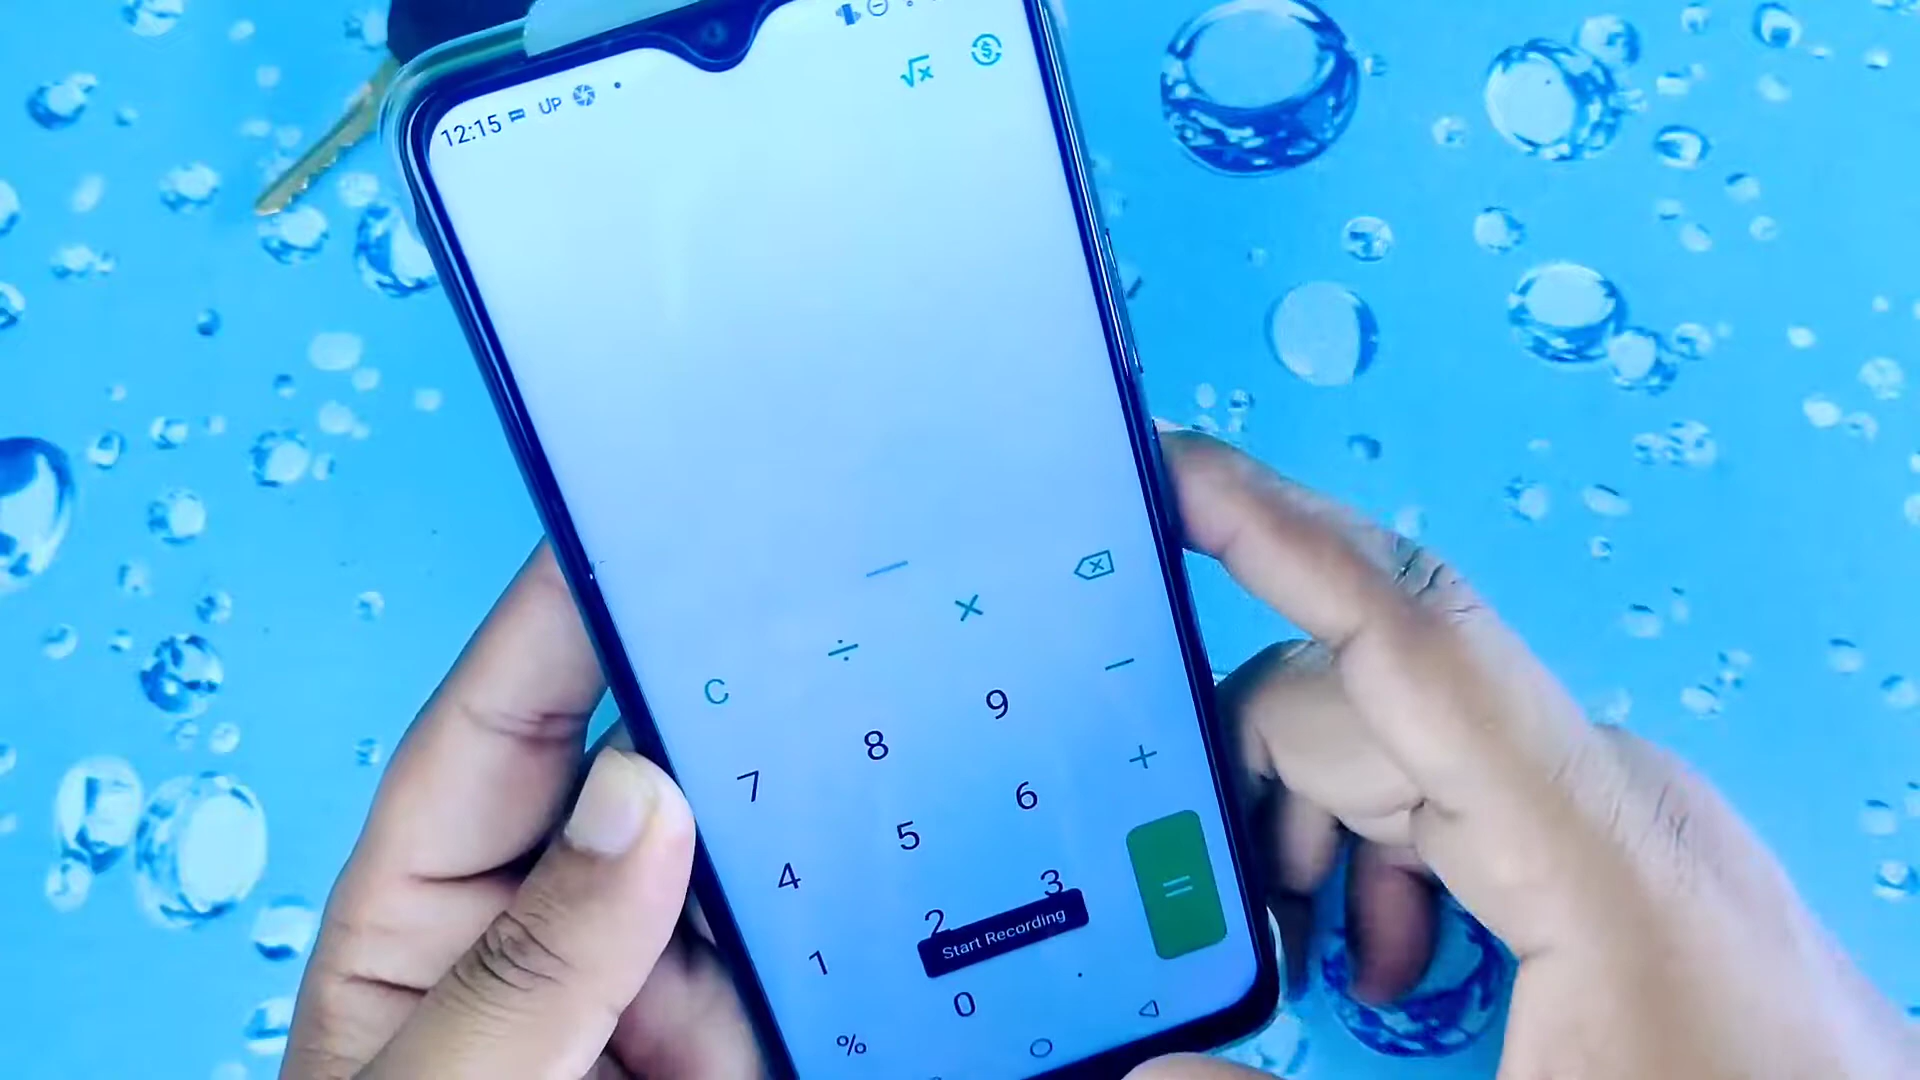 12:15 UP
√x $
C ÷ ×
7 8 9 −
4 5 6 +
1 2 3 =
Start Recording
% 0 .